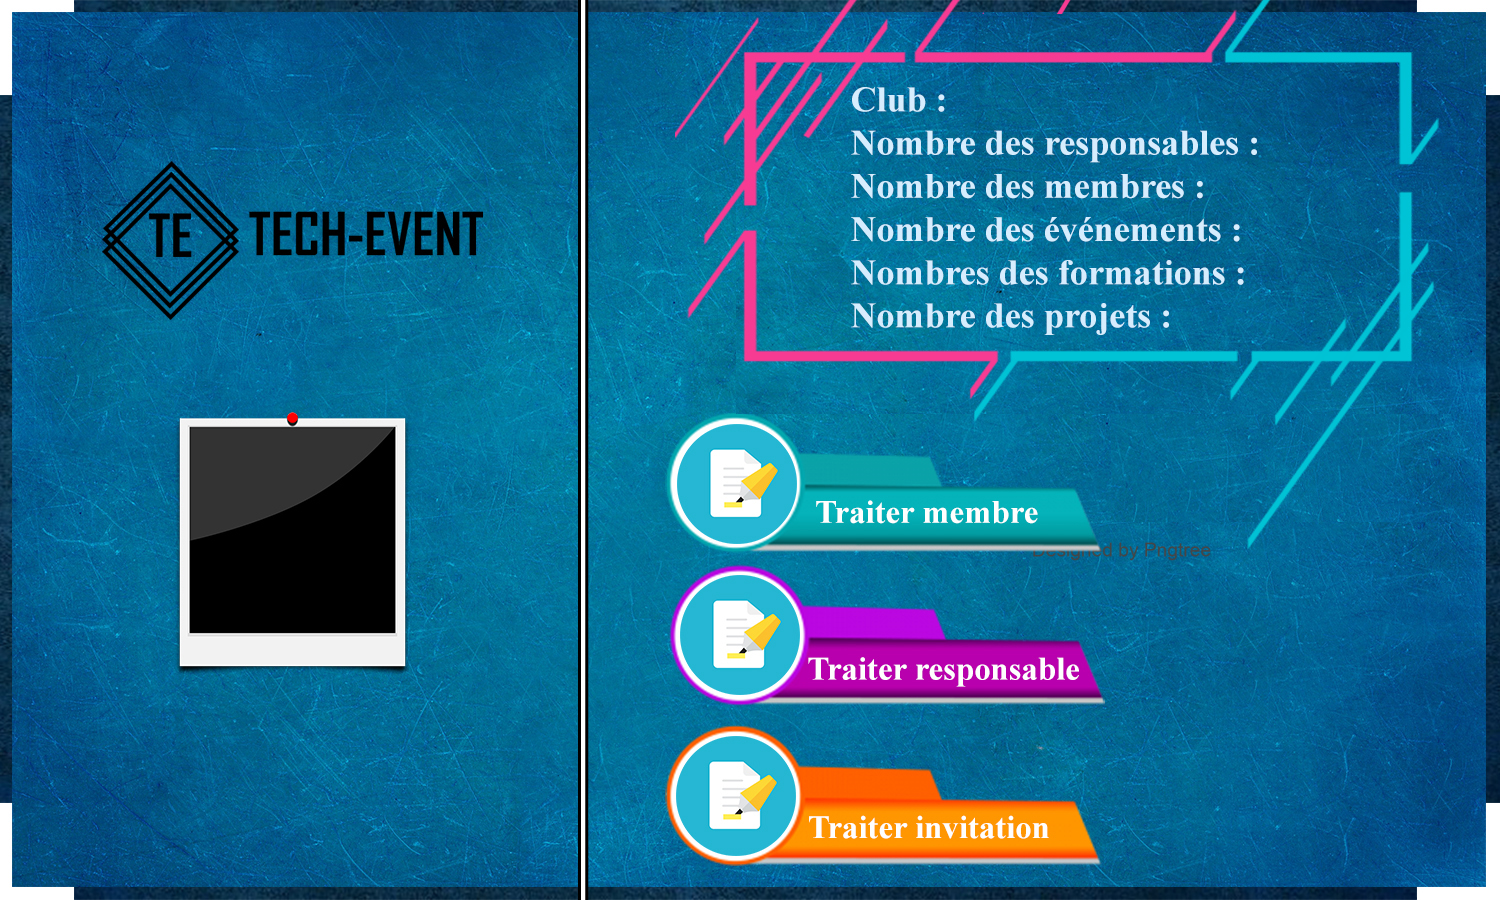 TE
TECH-EVENT
Club :
Nombre des responsables :
Nombre des membres :
Nombre des événements :
Nombres des formations :
Nombre des projets :
Traiter membre
Designed by Pngtree
Traiter responsable
Traiter invitation